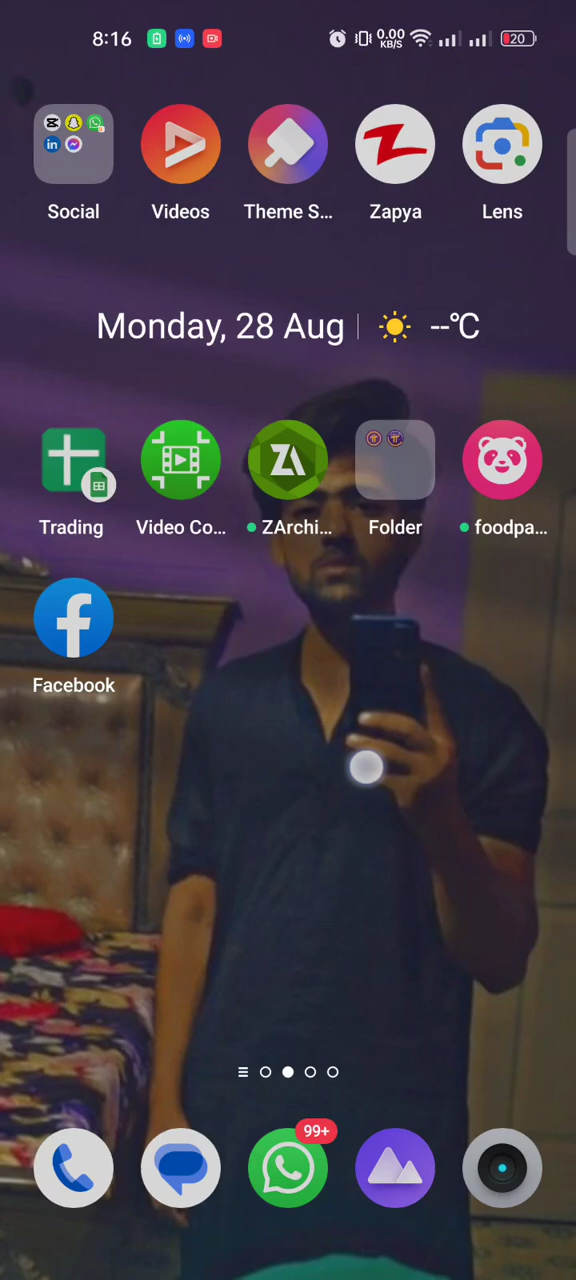 8:16 0.00 KB/S 20
Social Videos Theme S... Zapya Lens
Monday, 28 Aug --°C
Trading Video Co... ZArchi... Folder foodpa...
Facebook
99+